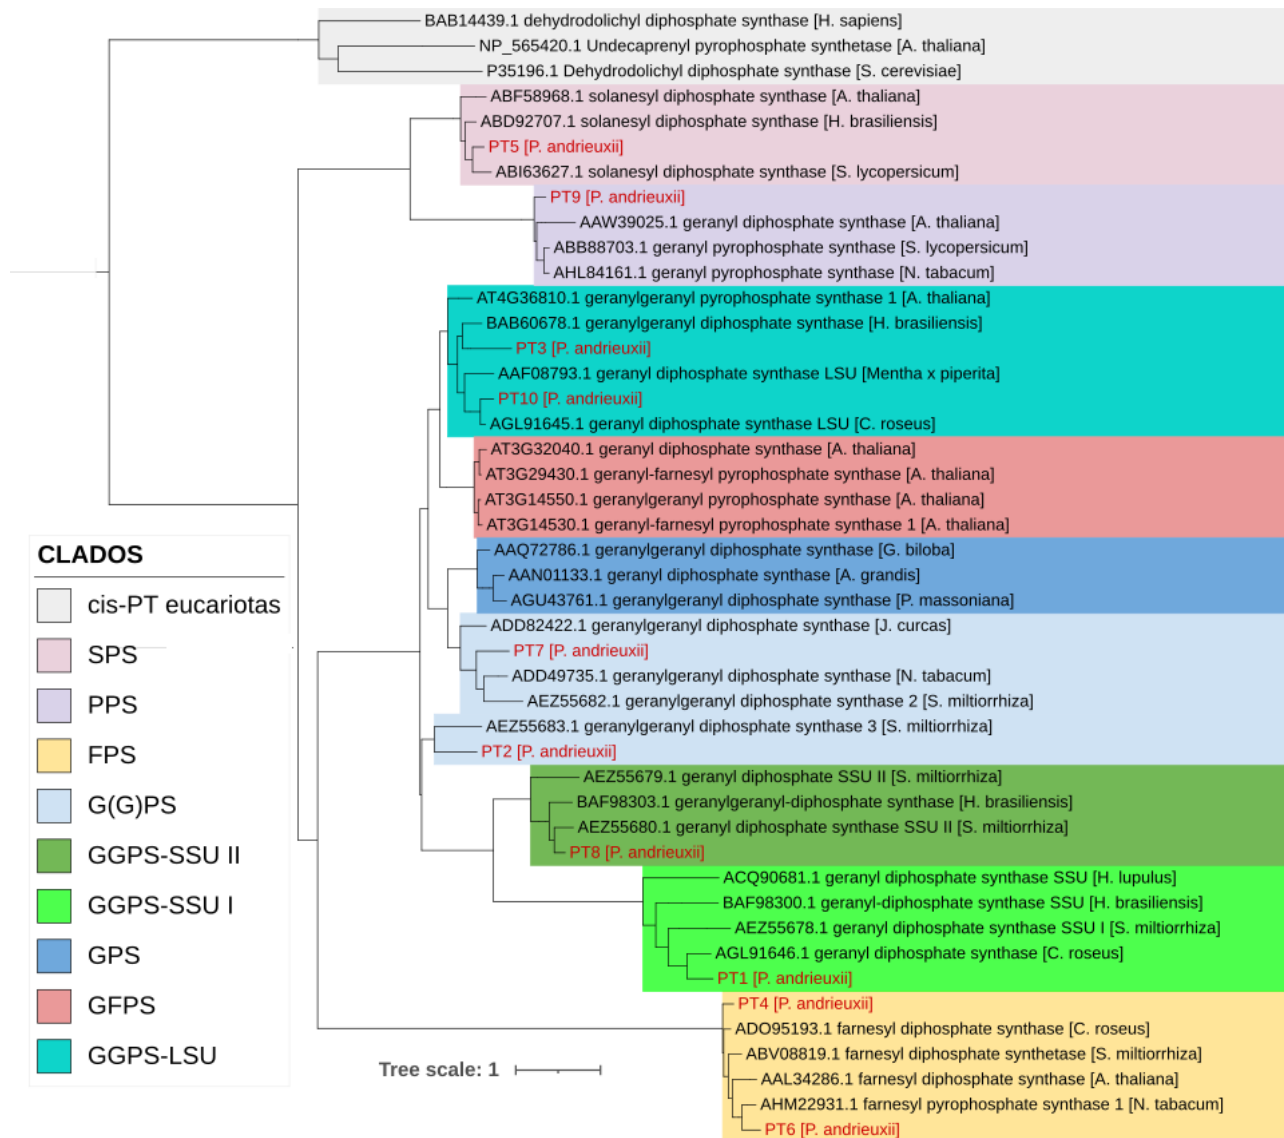 BAB14439.1 dehydrodolichyl diphosphate synthase [H. sapiens]
NP_565420.1 Undecaprenyl pyrophosphate synthetase [A. thaliana]
P35196.1 Dehydrodolichyl diphosphate synthase [S. cerevisiae]
ABF58968.1 solanesyl diphosphate synthase [A. thaliana]
ABD92707.1 solanesyl diphosphate synthase [H. brasiliensis]
PT5 [P. andrieuxii]
ABI63627.1 solanesyl diphosphate synthase [S. lycopersicum]
PT9 [P. andrieuxii]
AAW39025.1 geranyl diphosphate synthase [A. thaliana]
ABB88703.1 geranyl pyrophosphate synthase [S. lycopersicum]
AHL84161.1 geranyl pyrophosphate synthase [N. tabacum]
AT4G36810.1 geranylgeranyl pyrophosphate synthase 1 [A. thaliana]
BAB60678.1 geranylgeranyl diphosphate synthase [H. brasiliensis]
PT3 [P. andrieuxii]
AAF08793.1 geranyl diphosphate synthase LSU [Mentha x piperita]
PT10 [P. andrieuxii]
AGL91645.1 geranyl diphosphate synthase LSU [C. roseus]
AT3G32040.1 geranyl diphosphate synthase [A. thaliana]
AT3G29430.1 geranyl-farnesyl pyrophosphate synthase [A. thaliana]
AT3G14550.1 geranylgeranyl pyrophosphate synthase [A. thaliana]
AT3G14530.1 geranyl-farnesyl pyrophosphate synthase 1 [A. thaliana]
AAQ72786.1 geranylgeranyl diphosphate synthase [G. biloba]
AAN01133.1 geranyl diphosphate synthase [A. grandis]
AGU43761.1 geranylgeranyl diphosphate synthase [P. massoniana]
ADD82422.1 geranylgeranyl diphosphate synthase [J. curcas]
PT7 [P. andrieuxii]
ADD49735.1 geranylgeranyl diphosphate synthase [N. tabacum]
AEZ55682.1 geranylgeranyl diphosphate synthase 2 [S. miltiorrhiza]
AEZ55683.1 geranylgeranyl diphosphate synthase 3 [S. miltiorrhiza]
PT2 [P. andrieuxii]
AEZ55679.1 geranyl diphosphate SSU II [S. miltiorrhiza]
BAF98303.1 geranylgeranyl-diphosphate synthase [H. brasiliensis]
AEZ55680.1 geranyl diphosphate synthase SSU II [S. miltiorrhiza]
PT8 [P. andrieuxii]
ACQ90681.1 geranyl diphosphate synthase SSU [H. lupulus]
BAF98300.1 geranyl-diphosphate synthase SSU [H. brasiliensis]
AEZ55678.1 geranyl diphosphate synthase SSU I [S. miltiorrhiza]
AGL91646.1 geranyl diphosphate synthase [C. roseus]
PT1 [P. andrieuxii]
PT4 [P. andrieuxii]
ADO95193.1 farnesyl diphosphate synthase [C. roseus]
ABV08819.1 farnesyl diphosphate synthetase [S. miltiorrhiza]
AAL34286.1 farnesyl diphosphate synthase [A. thaliana]
AHM22931.1 farnesyl pyrophosphate synthase 1 [N. tabacum]
PT6 [P. andrieuxii]
CLADOS
cis-PT eucariotas
SPS
PPS
FPS
G(G)PS
GGPS-SSU II
GGPS-SSU I
GPS
GFPS
GGPS-LSU
Tree scale: 1